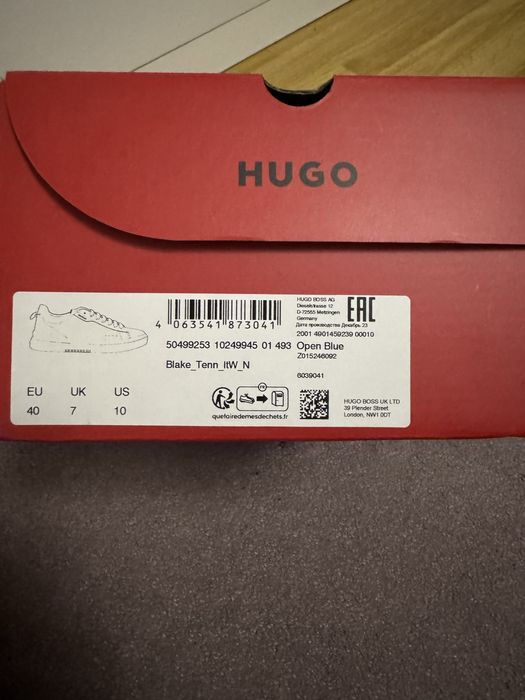 HUGO
HUGO BOSS AG
Dieselstrasse 12
D-72555 Metzingen
Germany
Дата производства Декабрь 23
EAC
4 063541 873041
2001 4901459239 00010
50499253 10249945 01 493 Open Blue
Z015246092
Blake_Tenn_ltW_N
6039041
EU UK US
40 7 10
FR
quefairedemesdechets.fr
HUGO BOSS UK LTD
39 Plender Street
London, NW1 0DT